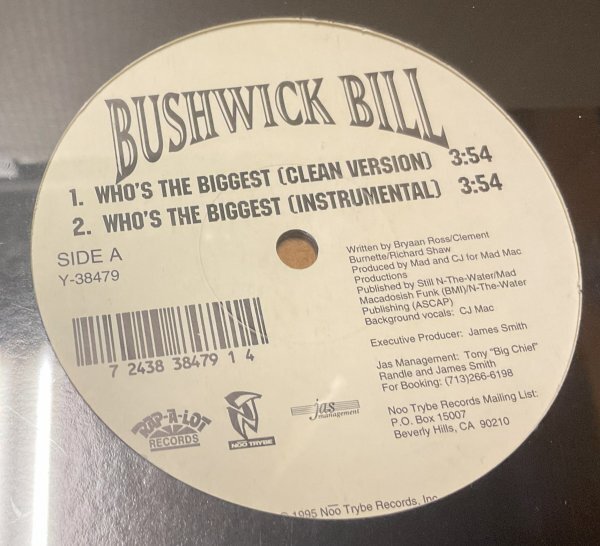 BUSHWICK BILL
1. WHO'S THE BIGGEST (CLEAN VERSION) 3:54
2. WHO'S THE BIGGEST (INSTRUMENTAL) 3:54
SIDE A
Y-38479
Written by Bryaan Ross/Clement
Burnette/Richard Shaw
Produced by Mad and CJ for Mad Mac
Productions
Published by Still N-The-Water/Mad
Macadosish Funk (BMI)/N-The-Water
Publishing (ASCAP)
Background vocals: CJ Mac
Executive Producer: James Smith
Jas Management: Tony "Big Chief"
Randle and James Smith
For Booking: (713)266-6198
Noo Trybe Records Mailing List:
P.O. Box 15007
Beverly Hills, CA 90210
7 24383 84791 4
RAP-A-LOT
RECORDS
NOO TRYBE
jas
management
© 1995 Noo Trybe Records, Inc.